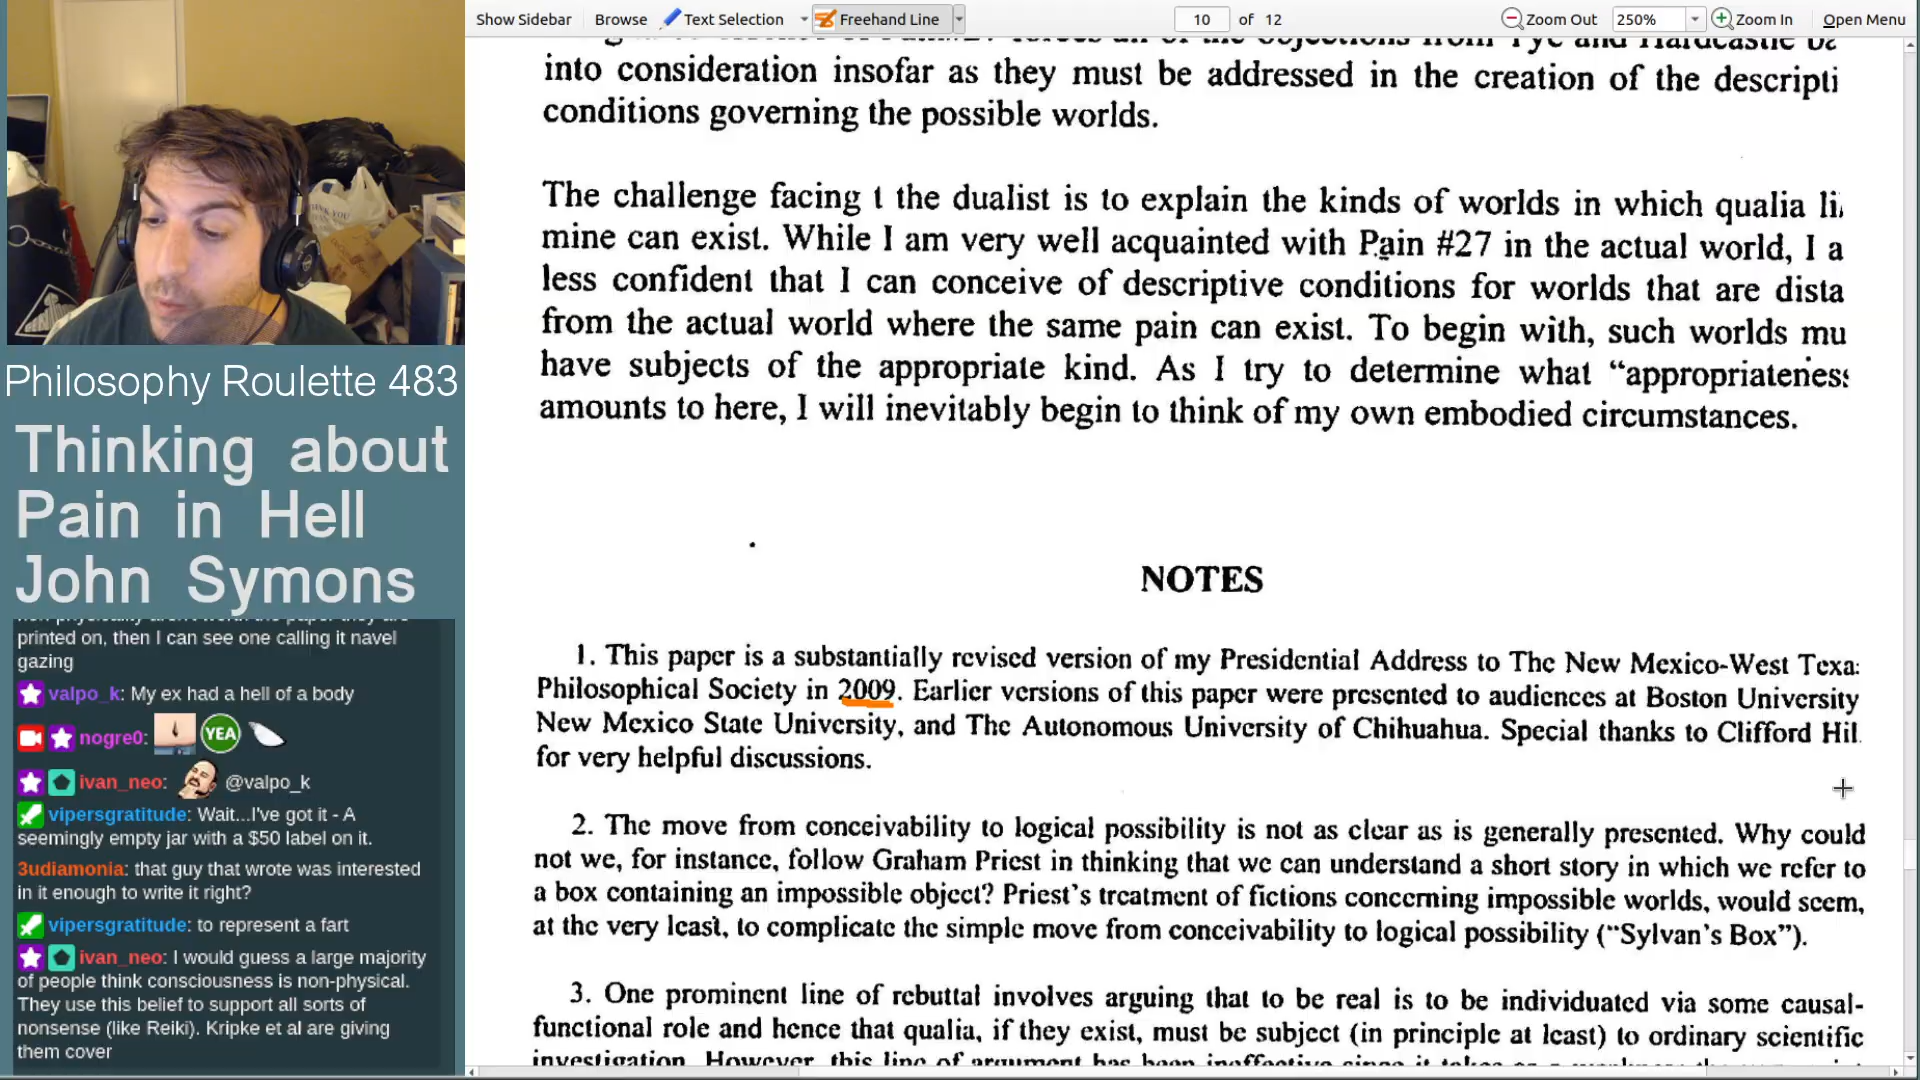 Show Sidebar Browse Text Selection Freehand Line 10 of 12 Zoom Out 250% Zoom In Open Menu
into consideration insofar as they must be addressed in the creation of the descripti
conditions governing the possible worlds.
The challenge facing t the dualist is to explain the kinds of worlds in which qualia li
mine can exist. While I am very well acquainted with Pain #27 in the actual world, I a
less confident that I can conceive of descriptive conditions for worlds that are dista
from the actual world where the same pain can exist. To begin with, such worlds mu
have subjects of the appropriate kind. As I try to determine what “appropriateness
amounts to here, I will inevitably begin to think of my own embodied circumstances.
NOTES
1. This paper is a substantially revised version of my Presidential Address to The New Mexico-West Texa
Philosophical Society in 2009. Earlier versions of this paper were presented to audiences at Boston University
New Mexico State University, and The Autonomous University of Chihuahua. Special thanks to Clifford Hil
for very helpful discussions.
2. The move from conceivability to logical possibility is not as clear as is generally presented. Why could
not we, for instance, follow Graham Priest in thinking that we can understand a short story in which we refer to
a box containing an impossible object? Priest's treatment of fictions concerning impossible worlds, would seem,
at the very least, to complicate the simple move from conceivability to logical possibility (“Sylvan's Box”).
3. One prominent line of rebuttal involves arguing that to be real is to be individuated via some causal-
functional role and hence that qualia, if they exist, must be subject (in principle at least) to ordinary scientific
investigation. However, this line of argument has been ineffective since it takes as a
Philosophy Roulette 483
Thinking about
Pain in Hell
John Symons
printed on, then I can see one calling it navel
gazing
valpo_k: My ex had a hell of a body
nogre0: YEA
ivan_neo: @valpo_k
vipersgratitude: Wait...I've got it - A
seemingly empty jar with a $50 label on it.
3udiamonia: that guy that wrote was interested
in it enough to write it right?
vipersgratitude: to represent a fart
ivan_neo: I would guess a large majority
of people think consciousness is non-physical.
They use this belief to support all sorts of
nonsense (like Reiki). Kripke et al are giving
them cover